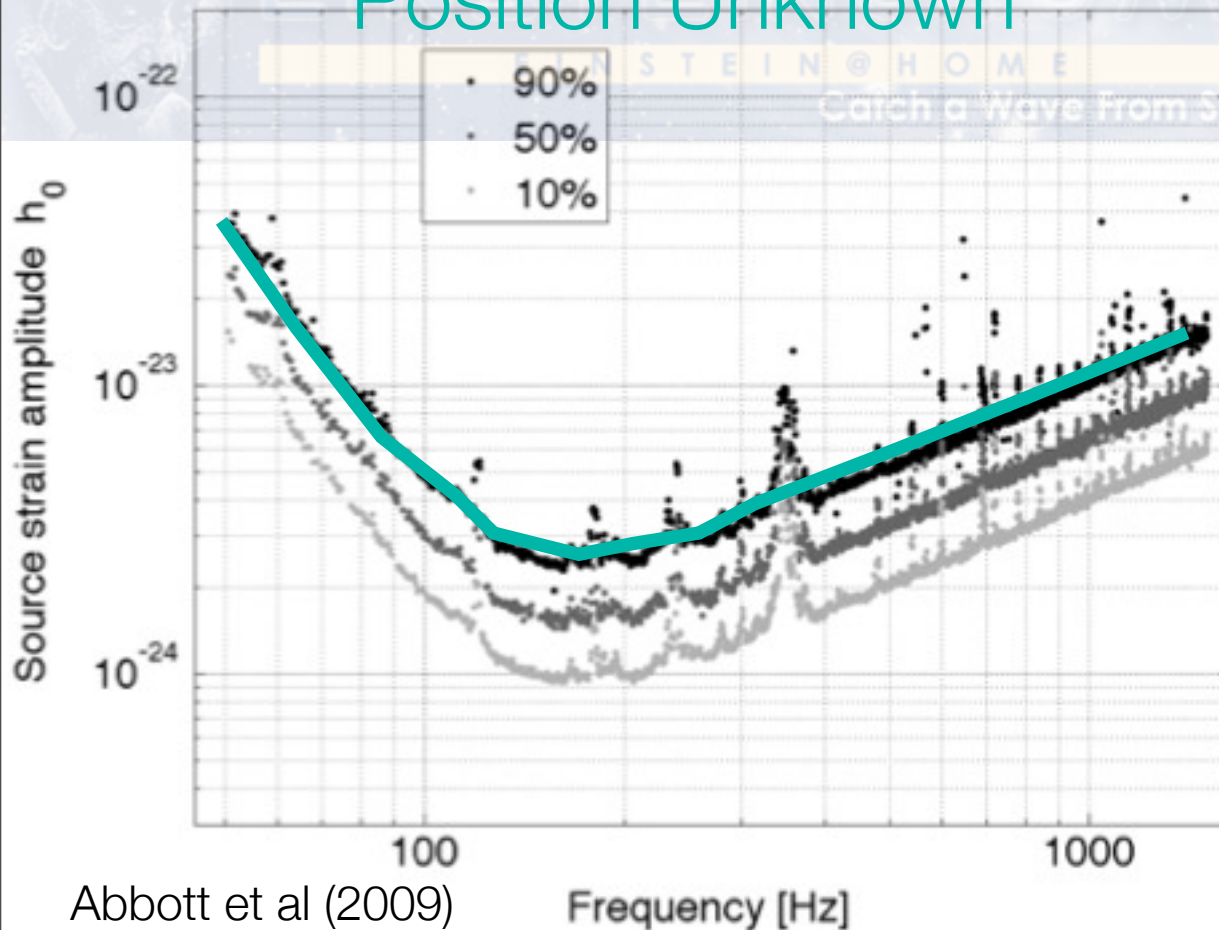 Position Unknown
E I N S T E I N @ H O M E
Catch a Wave From S
10-22
10-23
10-24
90%
50%
10%
Source strain amplitude h0
100
1000
Frequency [Hz]
Abbott et al (2009)